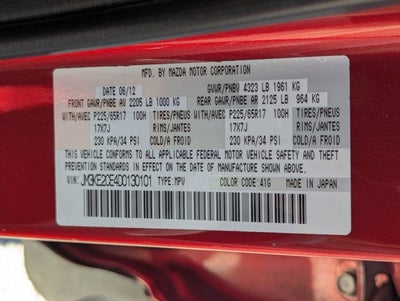 MFD. BY MAZDA MOTOR CORPORATION
DATE 06/12 GVWR/PNBV 4323 LB 1961 KG
FRONT GAWR/PNBE AV 2205 LB 1000 KG REAR GAWR/PNBE AR 2125 LB 964 KG
WITH/AVEC P225/65R17 100H TIRES/PNEUS WITH/AVEC P225/65R17 100H TIRES/PNEUS
17X7J RIMS/JANTES 17X7J RIMS/JANTES
230 KPA/34 PSI COLD/A FROID 230 KPA/34 PSI COLD/A FROID
THIS VEHICLE CONFORMS TO ALL APPLICABLE FEDERAL MOTOR VEHICLE SAFETY AND THEFT
PREVENTION STANDARDS IN EFFECT ON THE DATE OF MANUFACTURE SHOWN ABOVE.
VIN: JM3KE2CE4D0130101 TYPE: MPV COLOR CODE: 41G MADE IN JAPAN